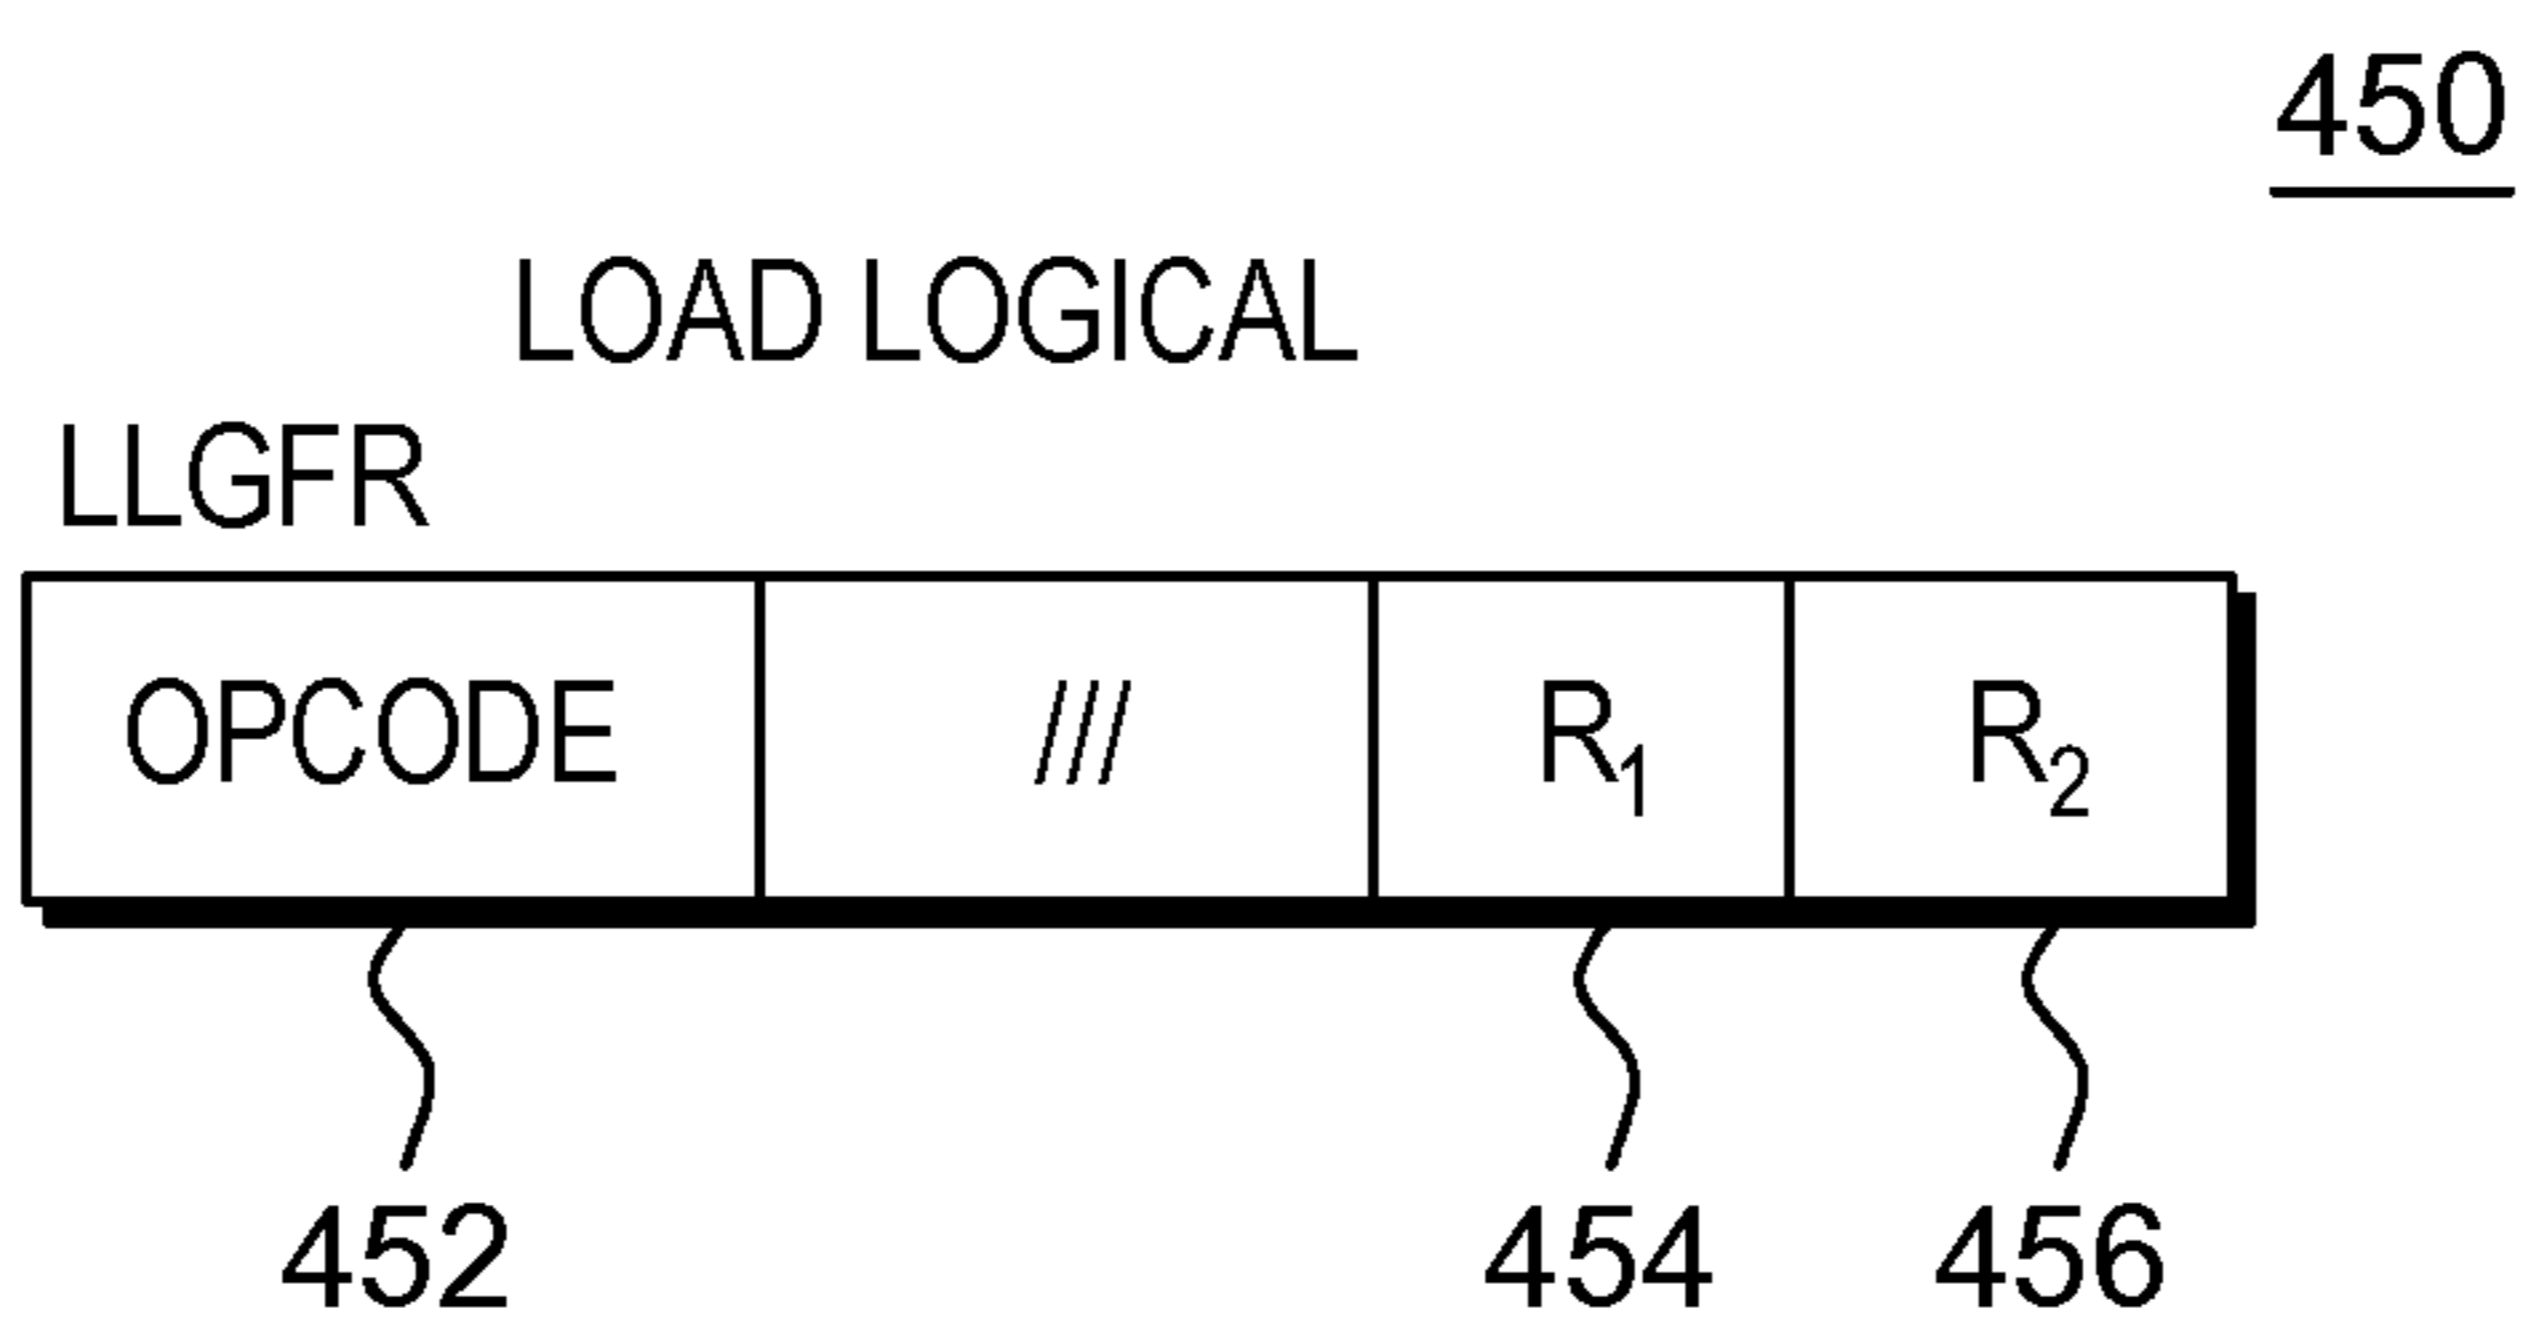 450
LOAD LOGICAL
LLGFR
OPCODE /// R₁ R₂
452 454 456